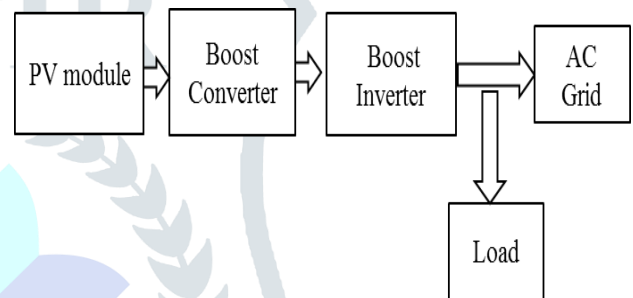 PV module
Boost
Converter
Boost
Inverter
AC
Grid
Load